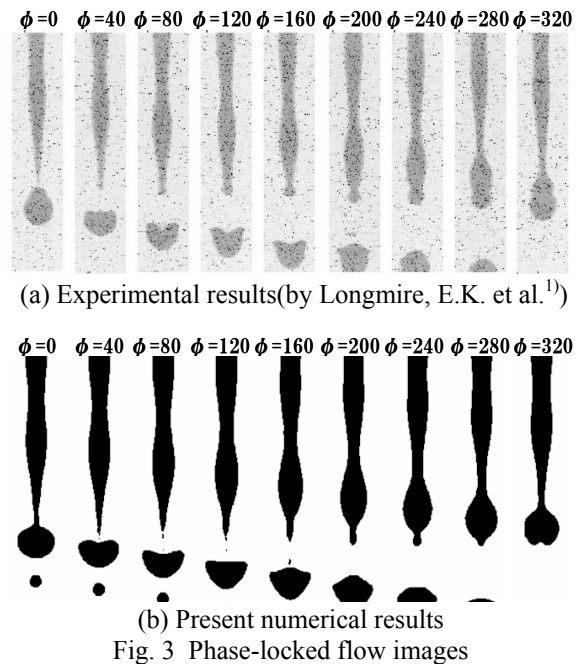 ϕ=0 ϕ=40 ϕ=80 ϕ=120 ϕ=160 ϕ=200 ϕ=240 ϕ=280 ϕ=320
(a) Experimental results(by Longmire, E.K. et al.¹⁾)
ϕ=0 ϕ=40 ϕ=80 ϕ=120 ϕ=160 ϕ=200 ϕ=240 ϕ=280 ϕ=320
(b) Present numerical results
Fig. 3 Phase-locked flow images